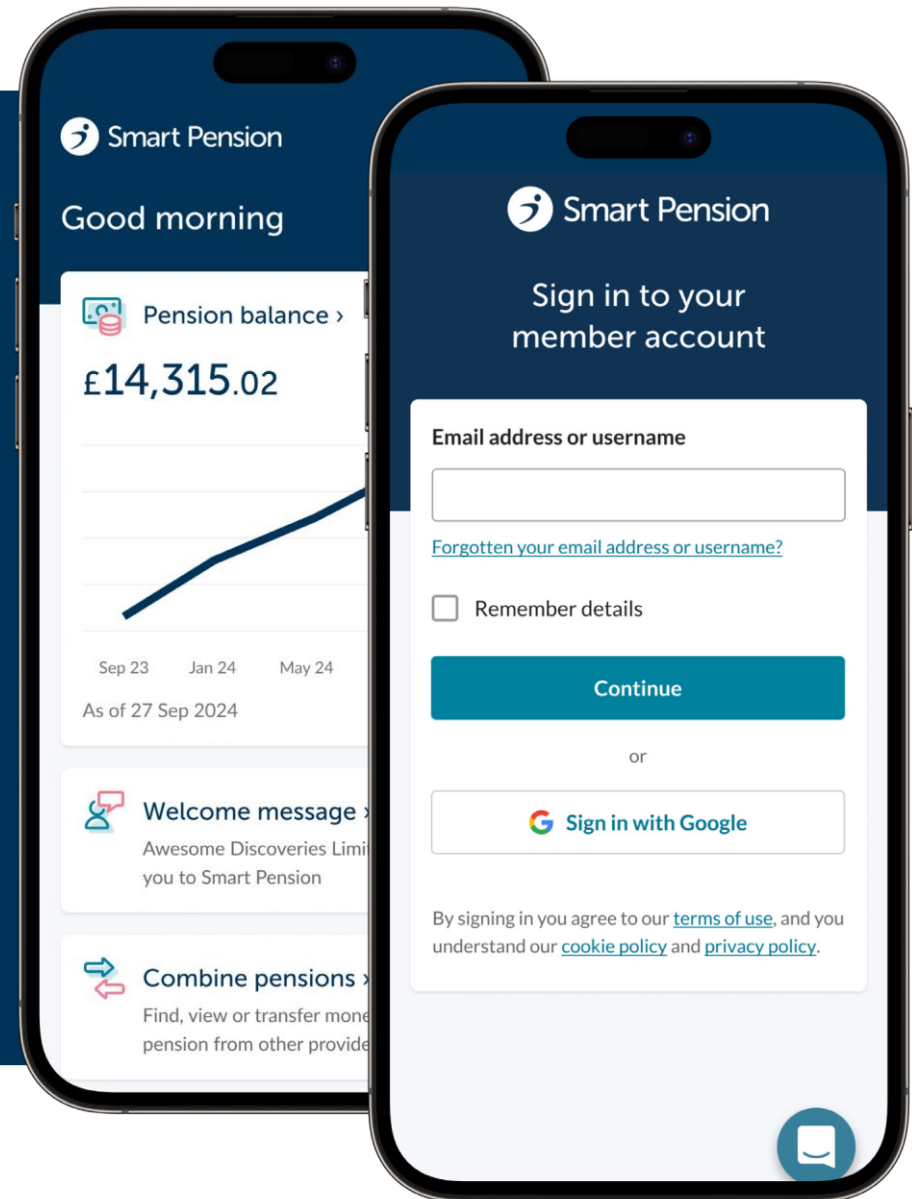 Smart Pension
Good morning
Pension balance ›
£14,315.02
Sep 23 Jan 24 May 24
As of 27 Sep 2024
Welcome message ›
Awesome Discoveries
you to Smart Pension
Combine pensions ›
Find, view or transfer
pension from other
Smart Pension
Sign in to your
member account
Email address or username
Forgotten your email address or username?
Remember details
Continue
or
Sign in with Google
By signing in you agree to our terms of use, and you
understand our cookie policy and privacy policy.